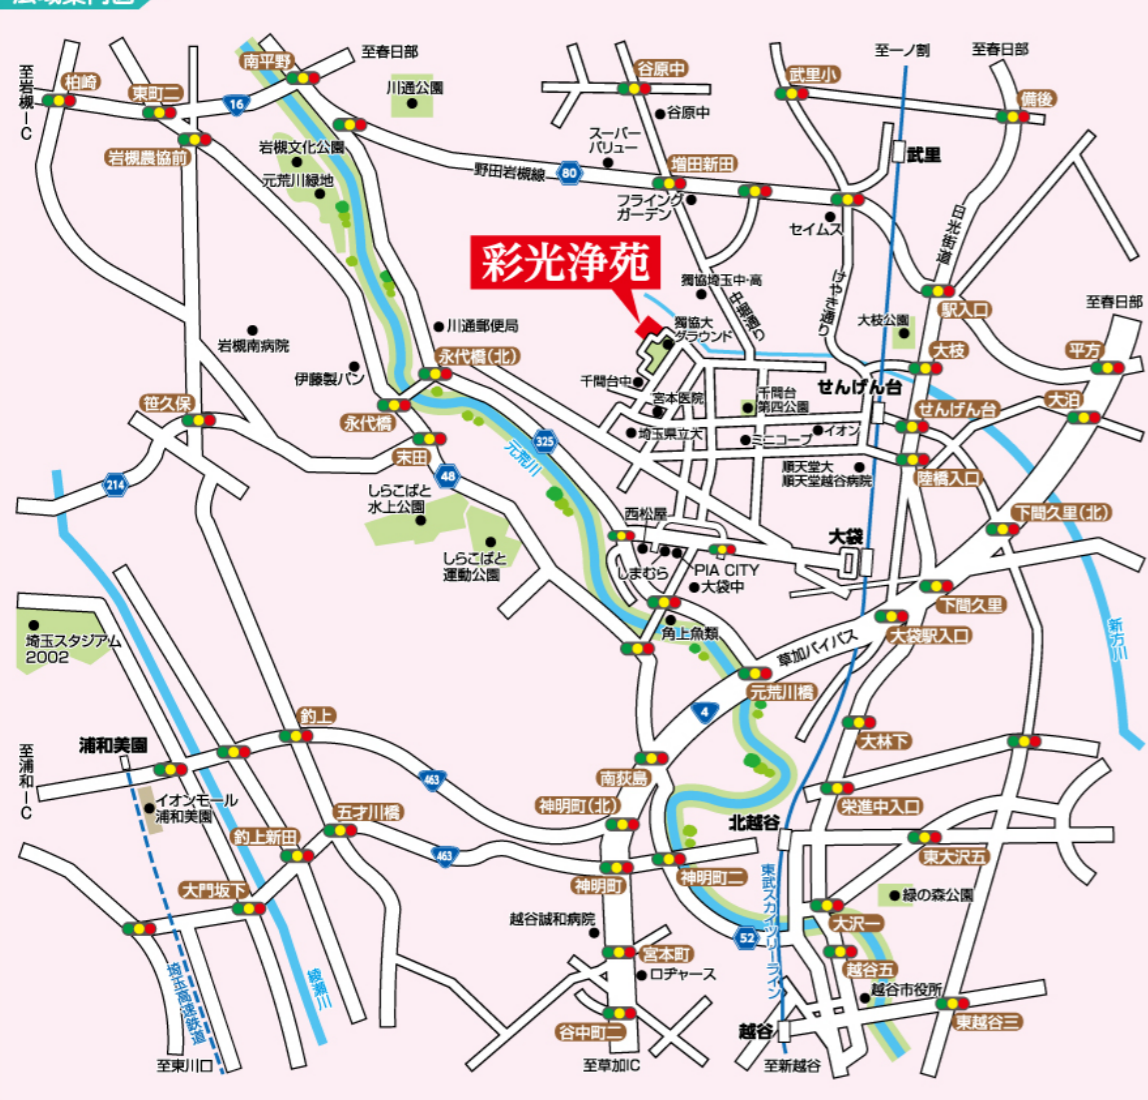 広域案内図
至岩槻IC
柏崎
東町二
16
南平野
至春日部
川通公園
岩槻農協前
岩槻文化公園
元荒川緑地
野田岩槻線
80
谷原中
谷原中
スーパー
バリュー
増田新田
フライング
ガーデン
武里小
至一ノ割
至春日部
備後
武里
セイムス
日光街道
けやき通り
彩光浄苑
獨協埼玉中・高
中央通り
獨協大
グラウンド
駅入口
大枝公園
大枝
至春日部
平方
大泊
岩槻南病院
川通郵便局
永代橋(北)
伊藤製パン
永代橋
笹久保
末田
214
48
325
元荒川
千間台中
宮本医院
千間台
第四公園
せんげん台
せんげん台
埼玉県立大
ミニコープ
イオン
順天堂大
順天堂越谷病院
陸橋入口
しらこばと
水上公園
しらこばと
運動公園
西松屋
しまむら
PIA CITY
大袋中
大袋
下間久里(北)
下間久里
大袋駅入口
新方川
角上魚類
草加バイパス
元荒川橋
4
埼玉スタジアム
2002
至浦和IC
浦和美園
釣上
463
イオンモール
浦和美園
釣上新田
五才川橋
463
大門坂下
南荻島
神明町(北)
神明町
神明町二
大林下
栄進中入口
北越谷
東大沢五
緑の森公園
大沢一
52
東武スカイツリーライン
越谷誠和病院
宮本町
ロヂャース
谷中町二
越谷五
越谷市役所
東越谷三
越谷
埼玉高速鉄道
綾瀬川
至東川口
至草加IC
至新越谷